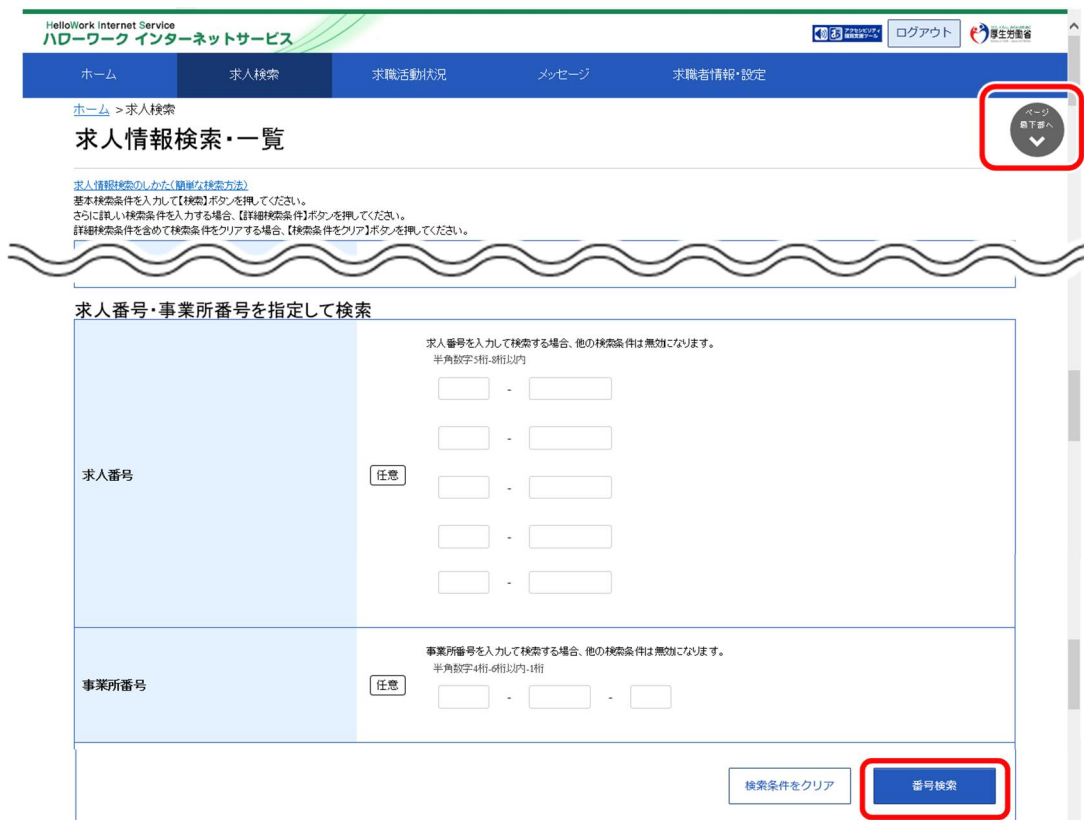 HelloWork Internet Service
ハローワーク インターネットサービス
ログアウト
厚生労働省
ホーム
求人検索
求職活動状況
メッセージ
求職者情報・設定
ホーム >求人検索
ページ
最下部へ
求人情報検索・一覧
求人情報検索のしかた(簡単な検索方法)
基本検索条件を入力して【検索】ボタンを押してください。
さらに詳しい検索条件を入力する場合、【詳細検索条件】ボタンを押してください。
詳細検索条件を含めて検索条件をクリアする場合、【検索条件をクリア】ボタンを押してください。
求人番号・事業所番号を指定して検索
求人番号を入力して検索する場合、他の検索条件は無効になります。
半角数字5桁-8桁以内
-
-
求人番号
任意
-
-
-
事業所番号を入力して検索する場合、他の検索条件は無効になります。
半角数字4桁-6桁以内-1桁
事業所番号
任意
- -
検索条件をクリア
番号検索